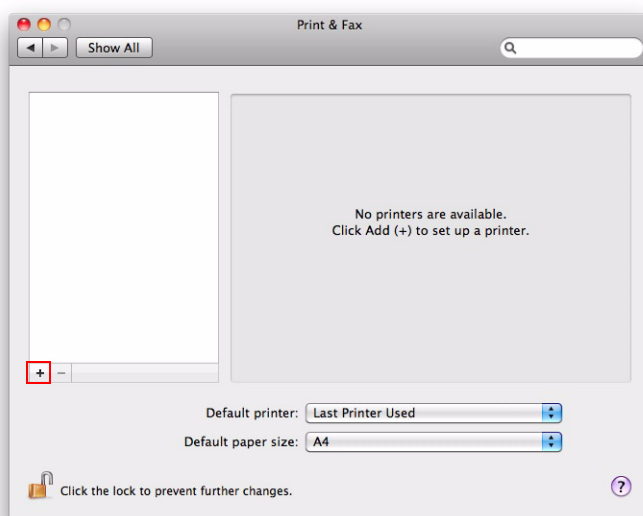 Print & Fax
Show All
No printers are available.
Click Add (+) to set up a printer.
+ −
Default printer: Last Printer Used
Default paper size: A4
Click the lock to prevent further changes.
?